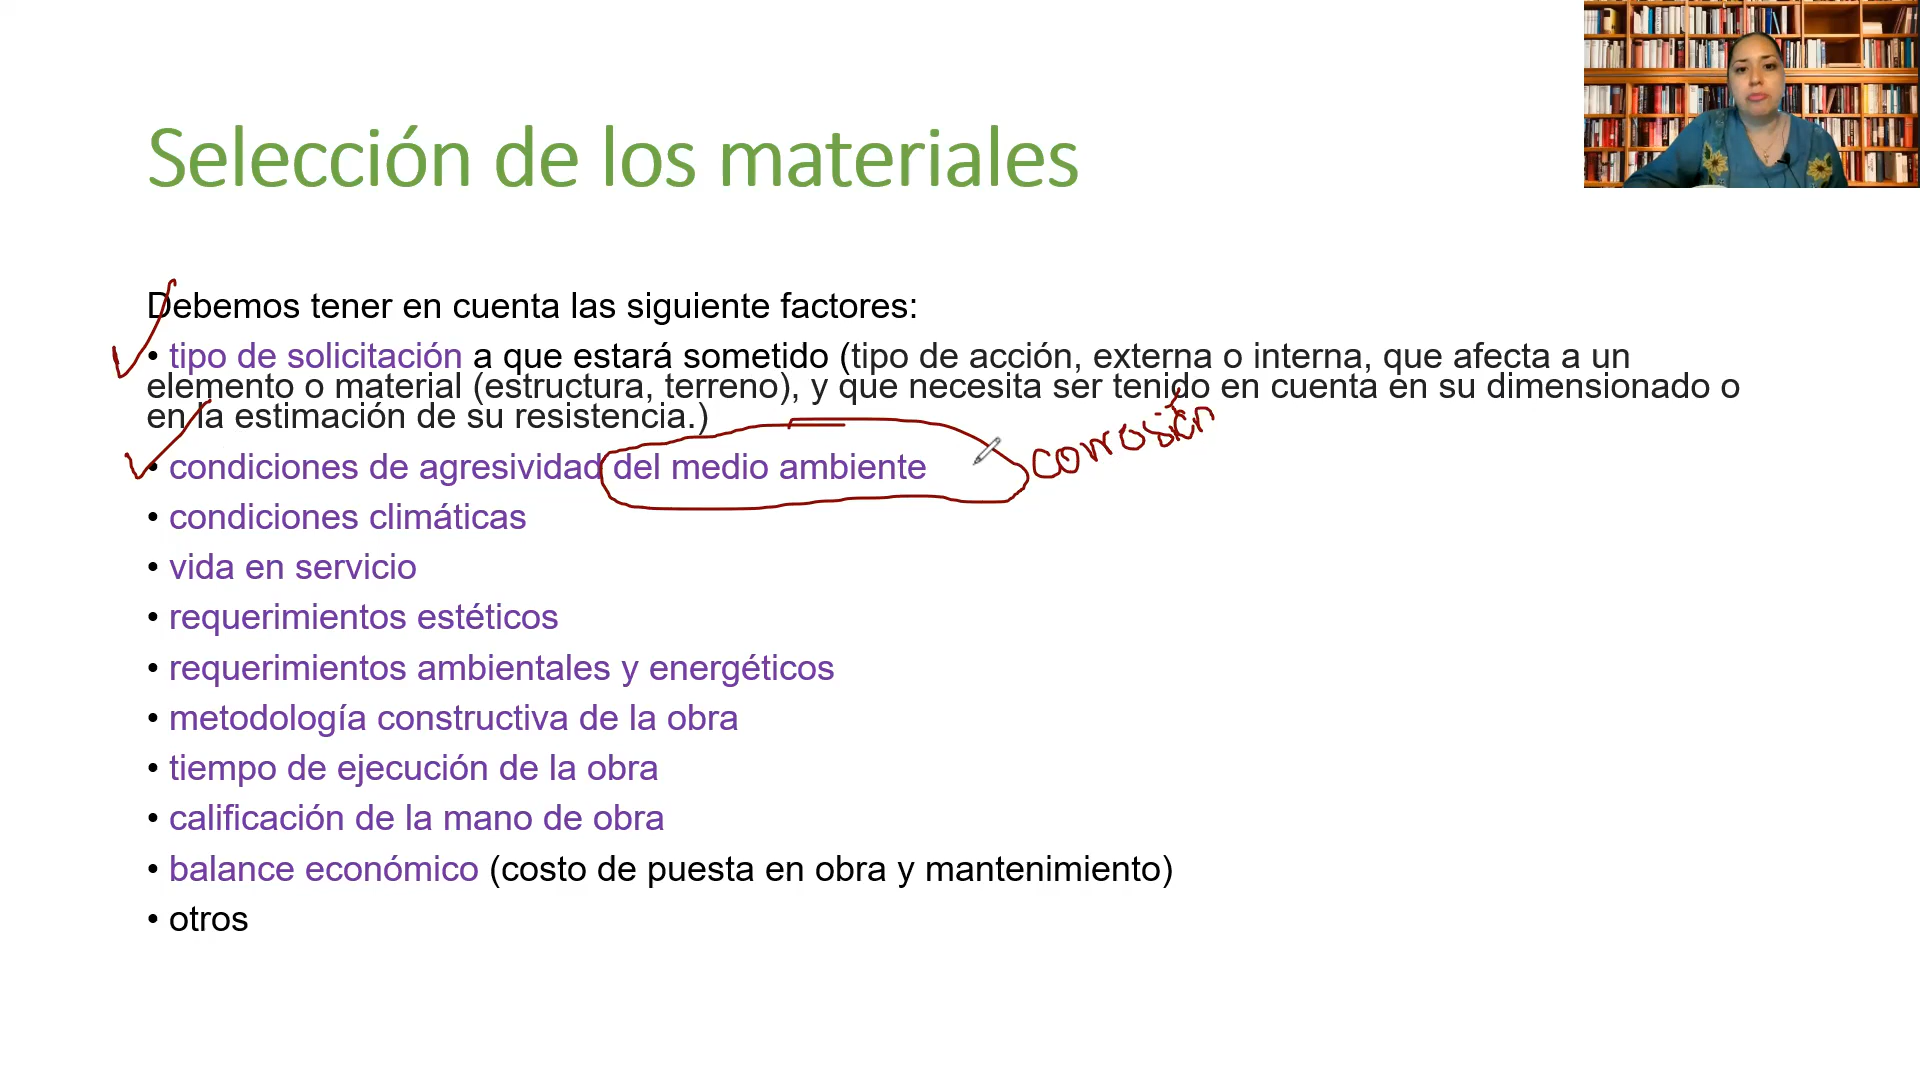 Selección de los materiales
Debemos tener en cuenta las siguiente factores:
• tipo de solicitación a que estará sometido (tipo de acción, externa o interna, que afecta a un
elemento o material (estructura, terreno), y que necesita ser tenido en cuenta en su dimensionado o
en la estimación de su resistencia.)
• condiciones de agresividad del medio ambiente
corrosión
• condiciones climáticas
• vida en servicio
• requerimientos estéticos
• requerimientos ambientales y energéticos
• metodología constructiva de la obra
• tiempo de ejecución de la obra
• calificación de la mano de obra
• balance económico (costo de puesta en obra y mantenimiento)
• otros